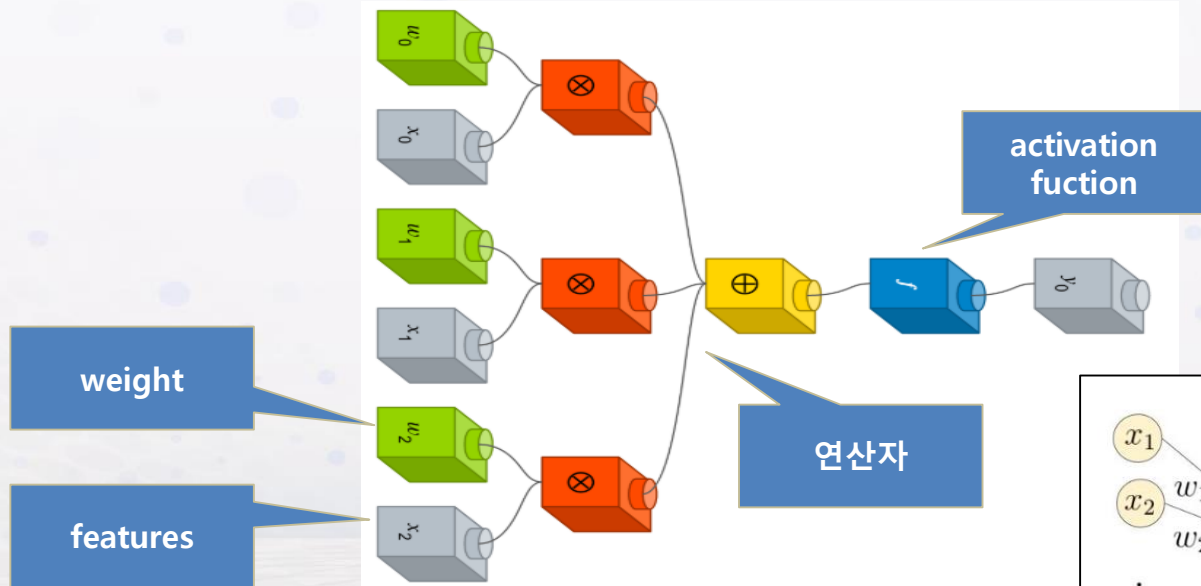 w0
x0
⊗
w1
x1
⊗
w2
x2
⊗
⊕
f
y0
activation
fuction
weight
features
연산자
x1
x2
w
w